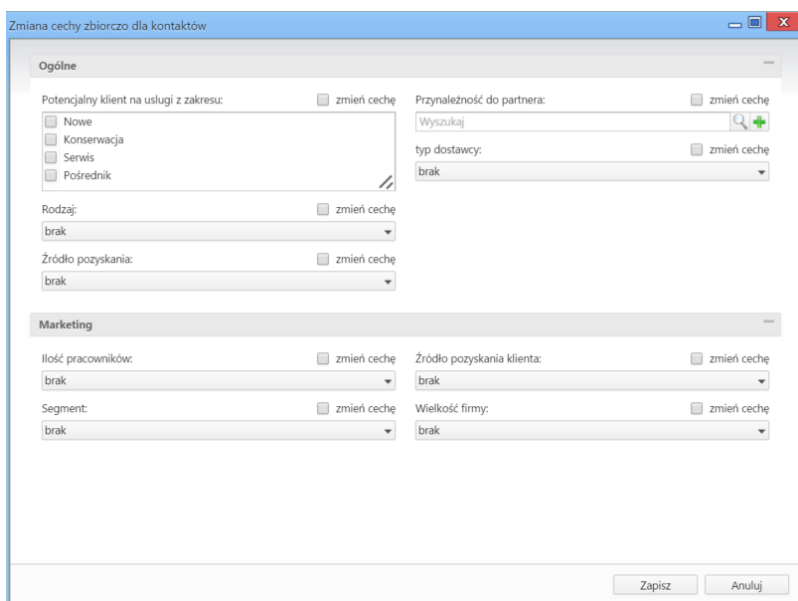 Zmiana cechy zbiorczo dla kontaktów
Ogólne
Potencjalny klient na usługi z zakresu: zmień cechę
Nowe
Konserwacja
Serwis
Pośrednik
Rodzaj: zmień cechę
brak
Źródło pozyskania: zmień cechę
brak
Przynależność do partnera: zmień cechę
Wyszukaj
typ dostawcy: zmień cechę
brak
Marketing
Ilość pracowników: zmień cechę
brak
Segment: zmień cechę
brak
Źródło pozyskania klienta: zmień cechę
brak
Wielkość firmy: zmień cechę
brak
Zapisz Anuluj